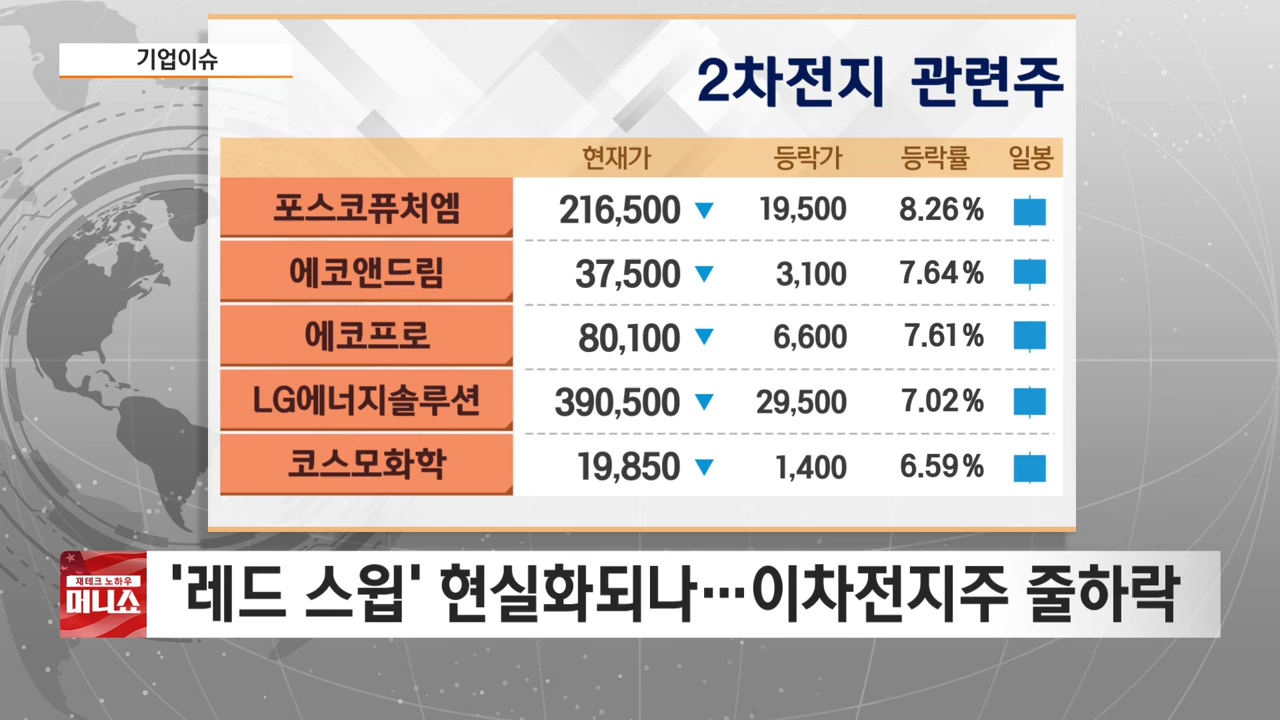 기업이슈
2차전지 관련주
현재가 등락가 등락률 일봉
포스코퓨처엠 216,500 ▼ 19,500 8.26%
에코앤드림 37,500 ▼ 3,100 7.64%
에코프로 80,100 ▼ 6,600 7.61%
LG에너지솔루션 390,500 ▼ 29,500 7.02%
코스모화학 19,850 ▼ 1,400 6.59%
재테크 노하우
머니쇼
'레드 스윕' 현실화되나…이차전지주 줄하락